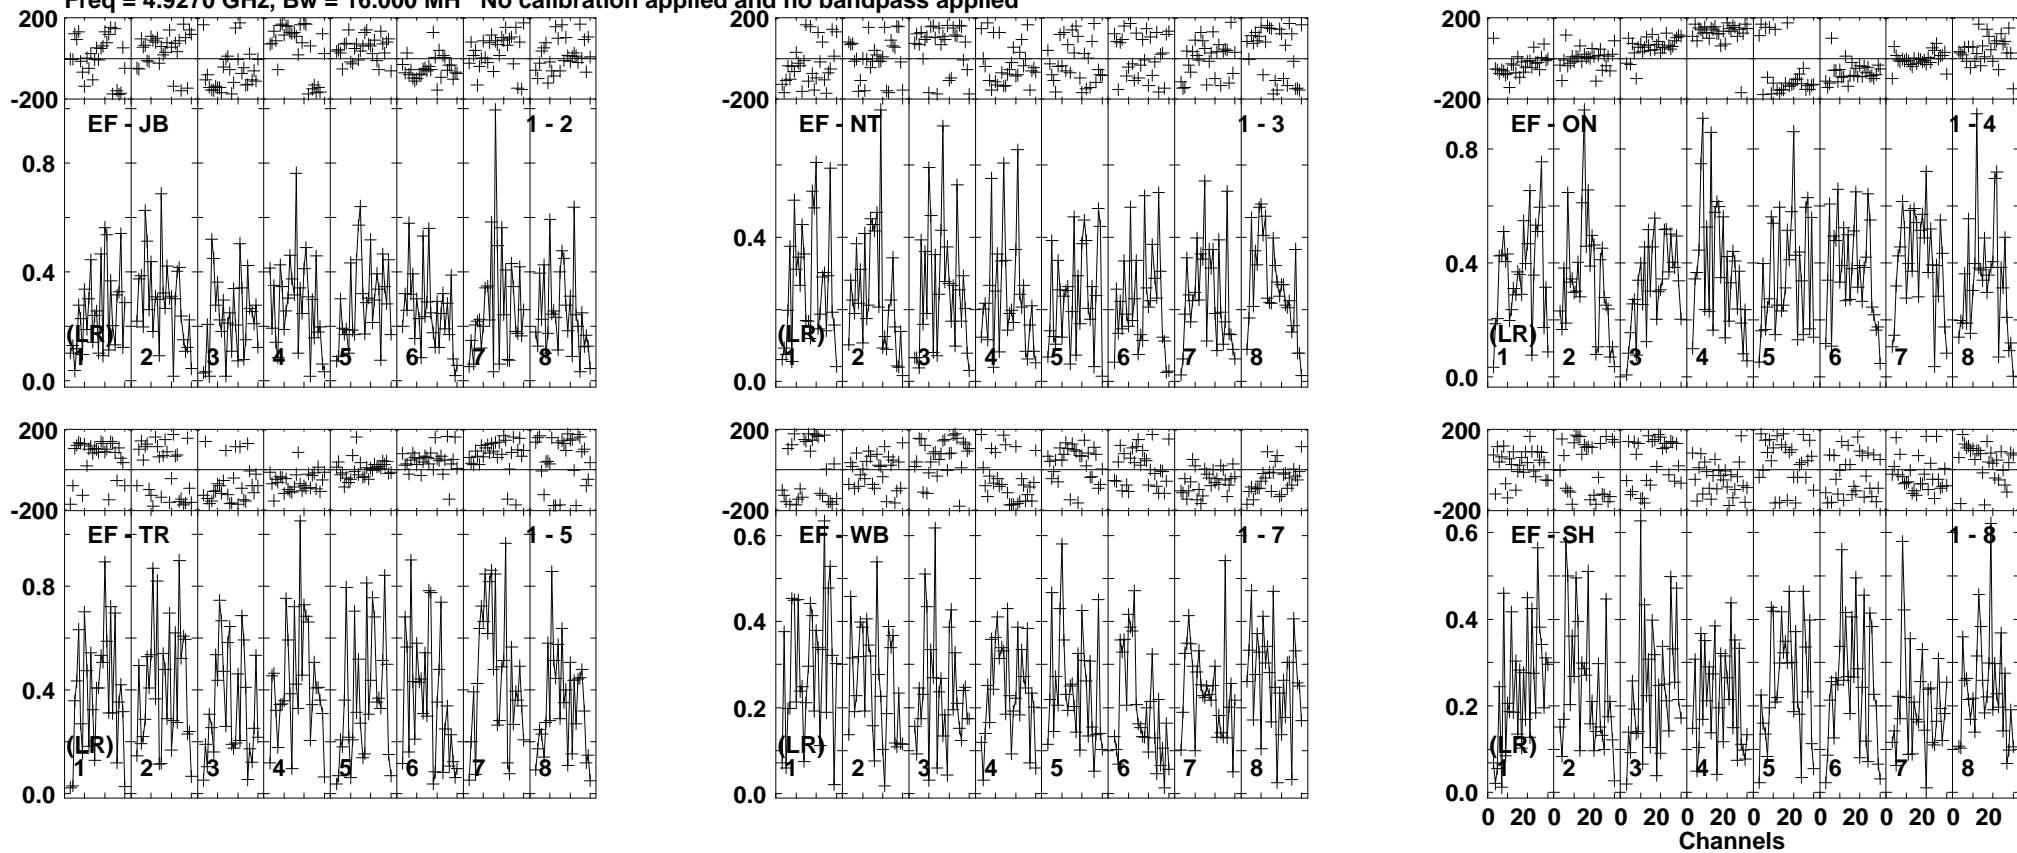 Freq = 4.9270 GHz, Bw = 16.000 MH No calibration applied and no bandpass applied
200 200 200
-200 -200 -200
EF - JB 1 - 2 EF - NT 1 - 3 EF - ON 1 - 4
0.8 0.8
0.4 0.4 0.4
(LR) (LR) (LR)
1 2 3 4 5 6 7 8 1 2 3 4 5 6 7 8 1 2 3 4 5 6 7 8
0.0 0.0 0.0
200 200 200
-200 -200 -200
EF - TR 1 - 5 EF - WB 1 - 7 EF - SH 1 - 8
0.6 0.6
0.8
0.4 0.4
0.4
0.2 0.2
(LR) (LR) (LR)
1 2 3 4 5 6 7 8 1 2 3 4 5 6 7 8 1 2 3 4 5 6 7 8
0.0 0.0 0.0
0 20 0 20 0 20 0 20 0 20 0 20 0 20 0 20
Channels